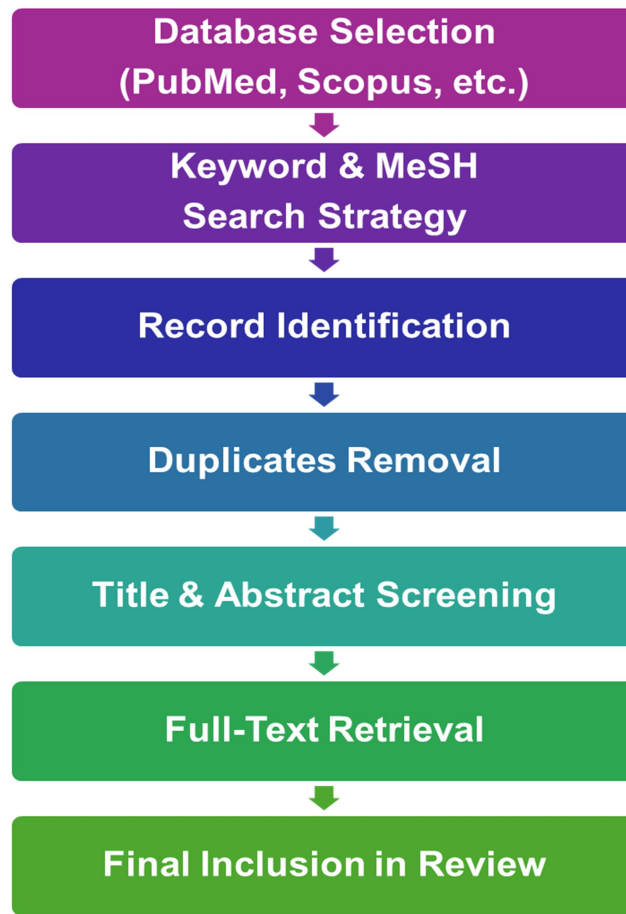 Database Selection
(PubMed, Scopus, etc.)
Keyword & MeSH
Search Strategy
Record Identification
Duplicates Removal
Title & Abstract Screening
Full-Text Retrieval
Final Inclusion in Review